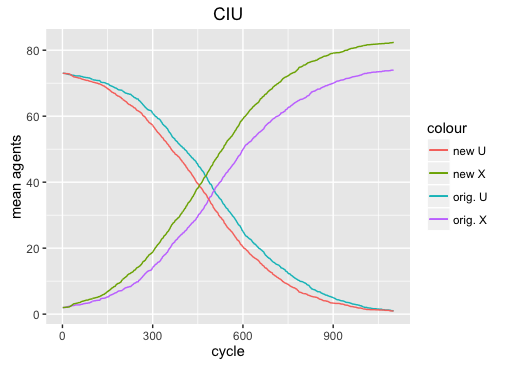 CIU
mean agents
80
60
40
20
0
0 300 600 900
cycle
colour
new U
new X
orig. U
orig. X